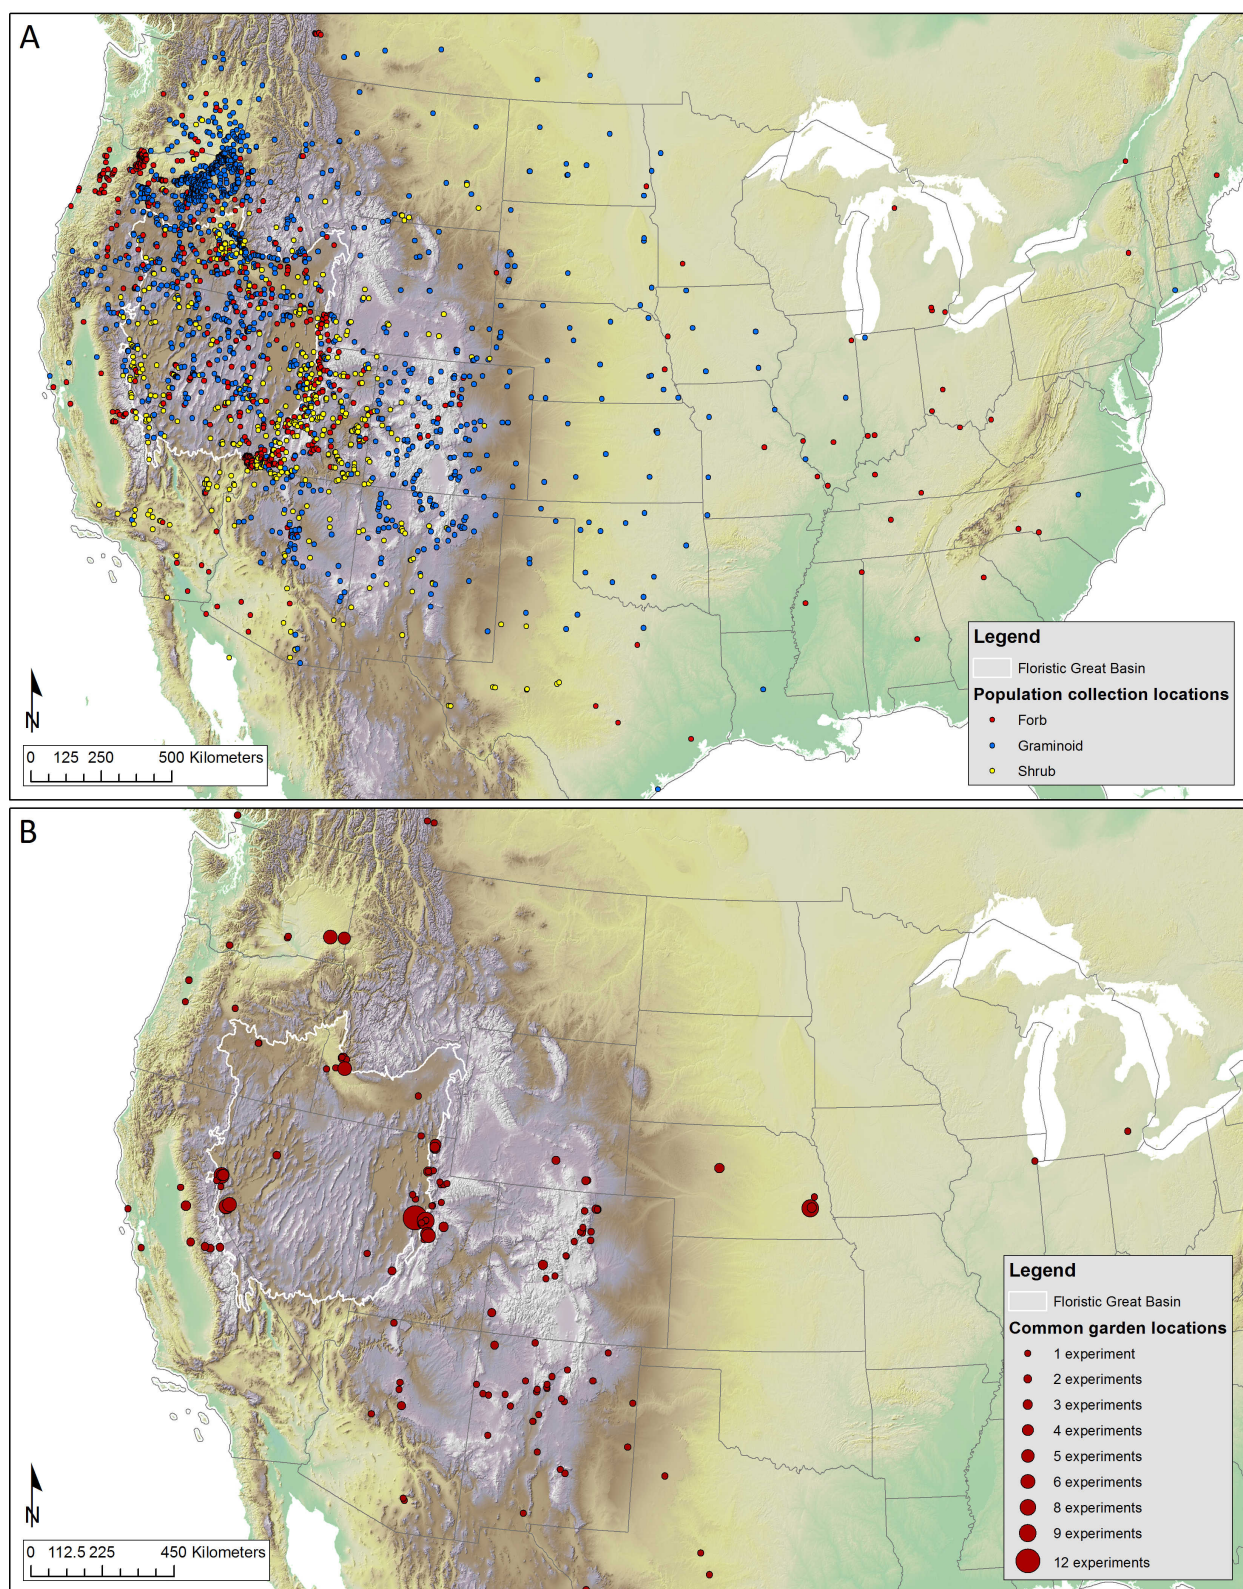 A
Legend
Floristic Great Basin
Population collection locations
Forb
Graminoid
Shrub
N
0 125 250 500 Kilometers
B
Legend
Floristic Great Basin
Common garden locations
1 experiment
2 experiments
3 experiments
4 experiments
5 experiments
6 experiments
8 experiments
9 experiments
12 experiments
N
0 112.5 225 450 Kilometers